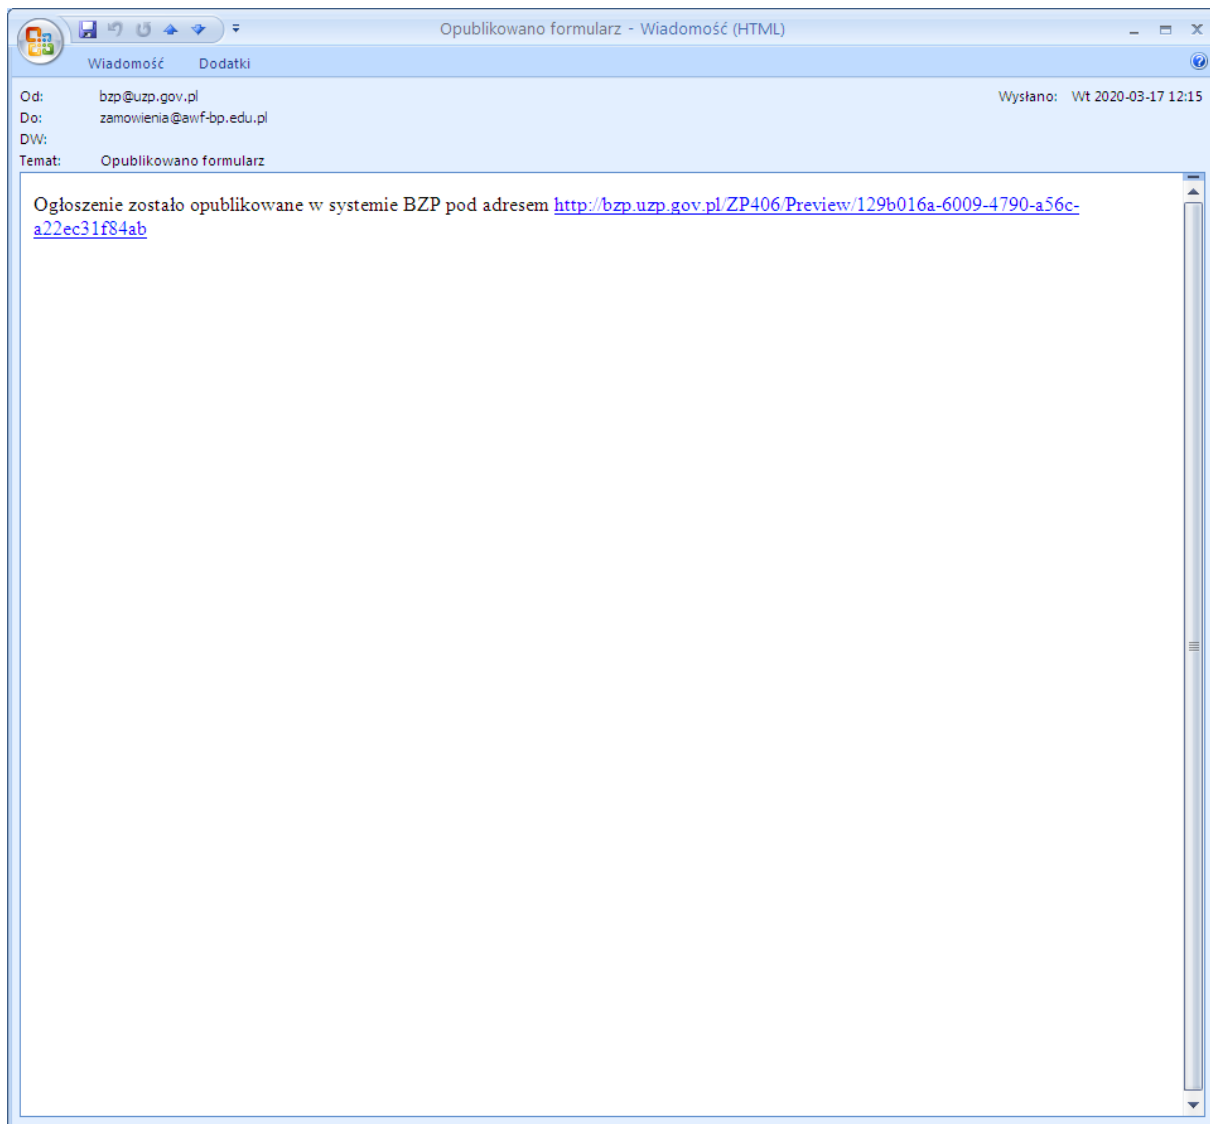 Opublikowano formularz - Wiadomość (HTML)
Wiadomość Dodatki
Od: bzp@uzp.gov.pl Wysłano: Wt 2020-03-17 12:15
Do: zamowienia@awf-bp.edu.pl
DW:
Temat: Opublikowano formularz
Ogłoszenie zostało opublikowane w systemie BZP pod adresem http://bzp.uzp.gov.pl/ZP406/Preview/129b016a-6009-4790-a56c-
a22ec31f84ab